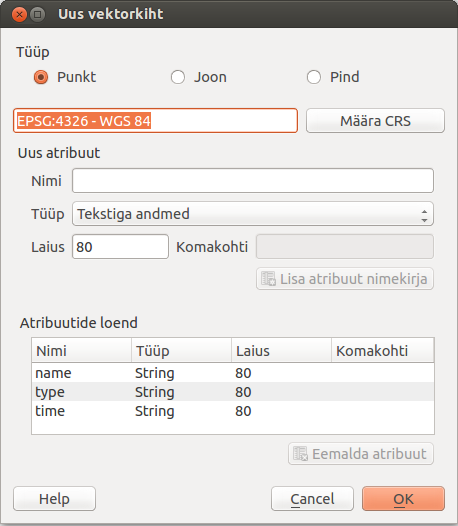 Uus vektorkiht
Tüüp
Punkt Joon Pind
EPSG:4326 - WGS 84 Määra CRS
Uus atribuut
Nimi
Tüüp Tekstiga andmed
Laius 80 Komakohti
Lisa atribuut nimekirja
Atribuutide loend
Nimi Tüüp Laius Komakohti
name String 80
type String 80
time String 80
Eemalda atribuut
Help Cancel OK